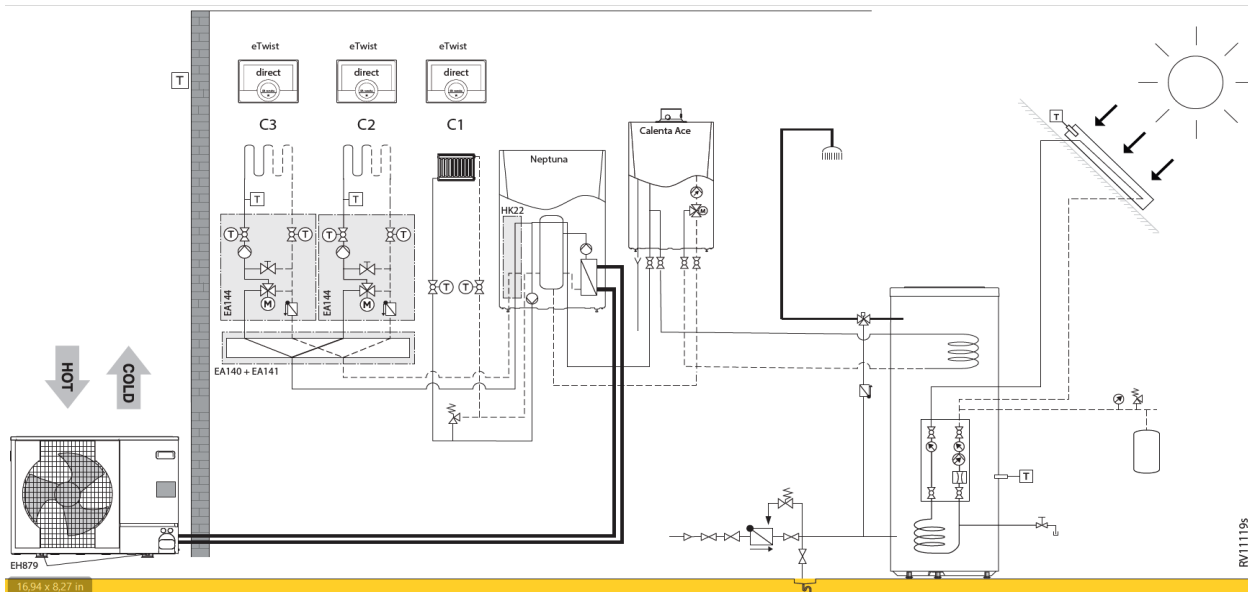 eTwist
eTwist
eTwist
direct
direct
direct
C3
C2
C1
Neptuna
Calenta Ace
T
T
T
T
HK22
T
T
T
T
M
EA144
EA144
M
M
T
T
EA140 + EA141
HOT
COLD
T
EH879
RV11119s
16,94 x 8,27 in